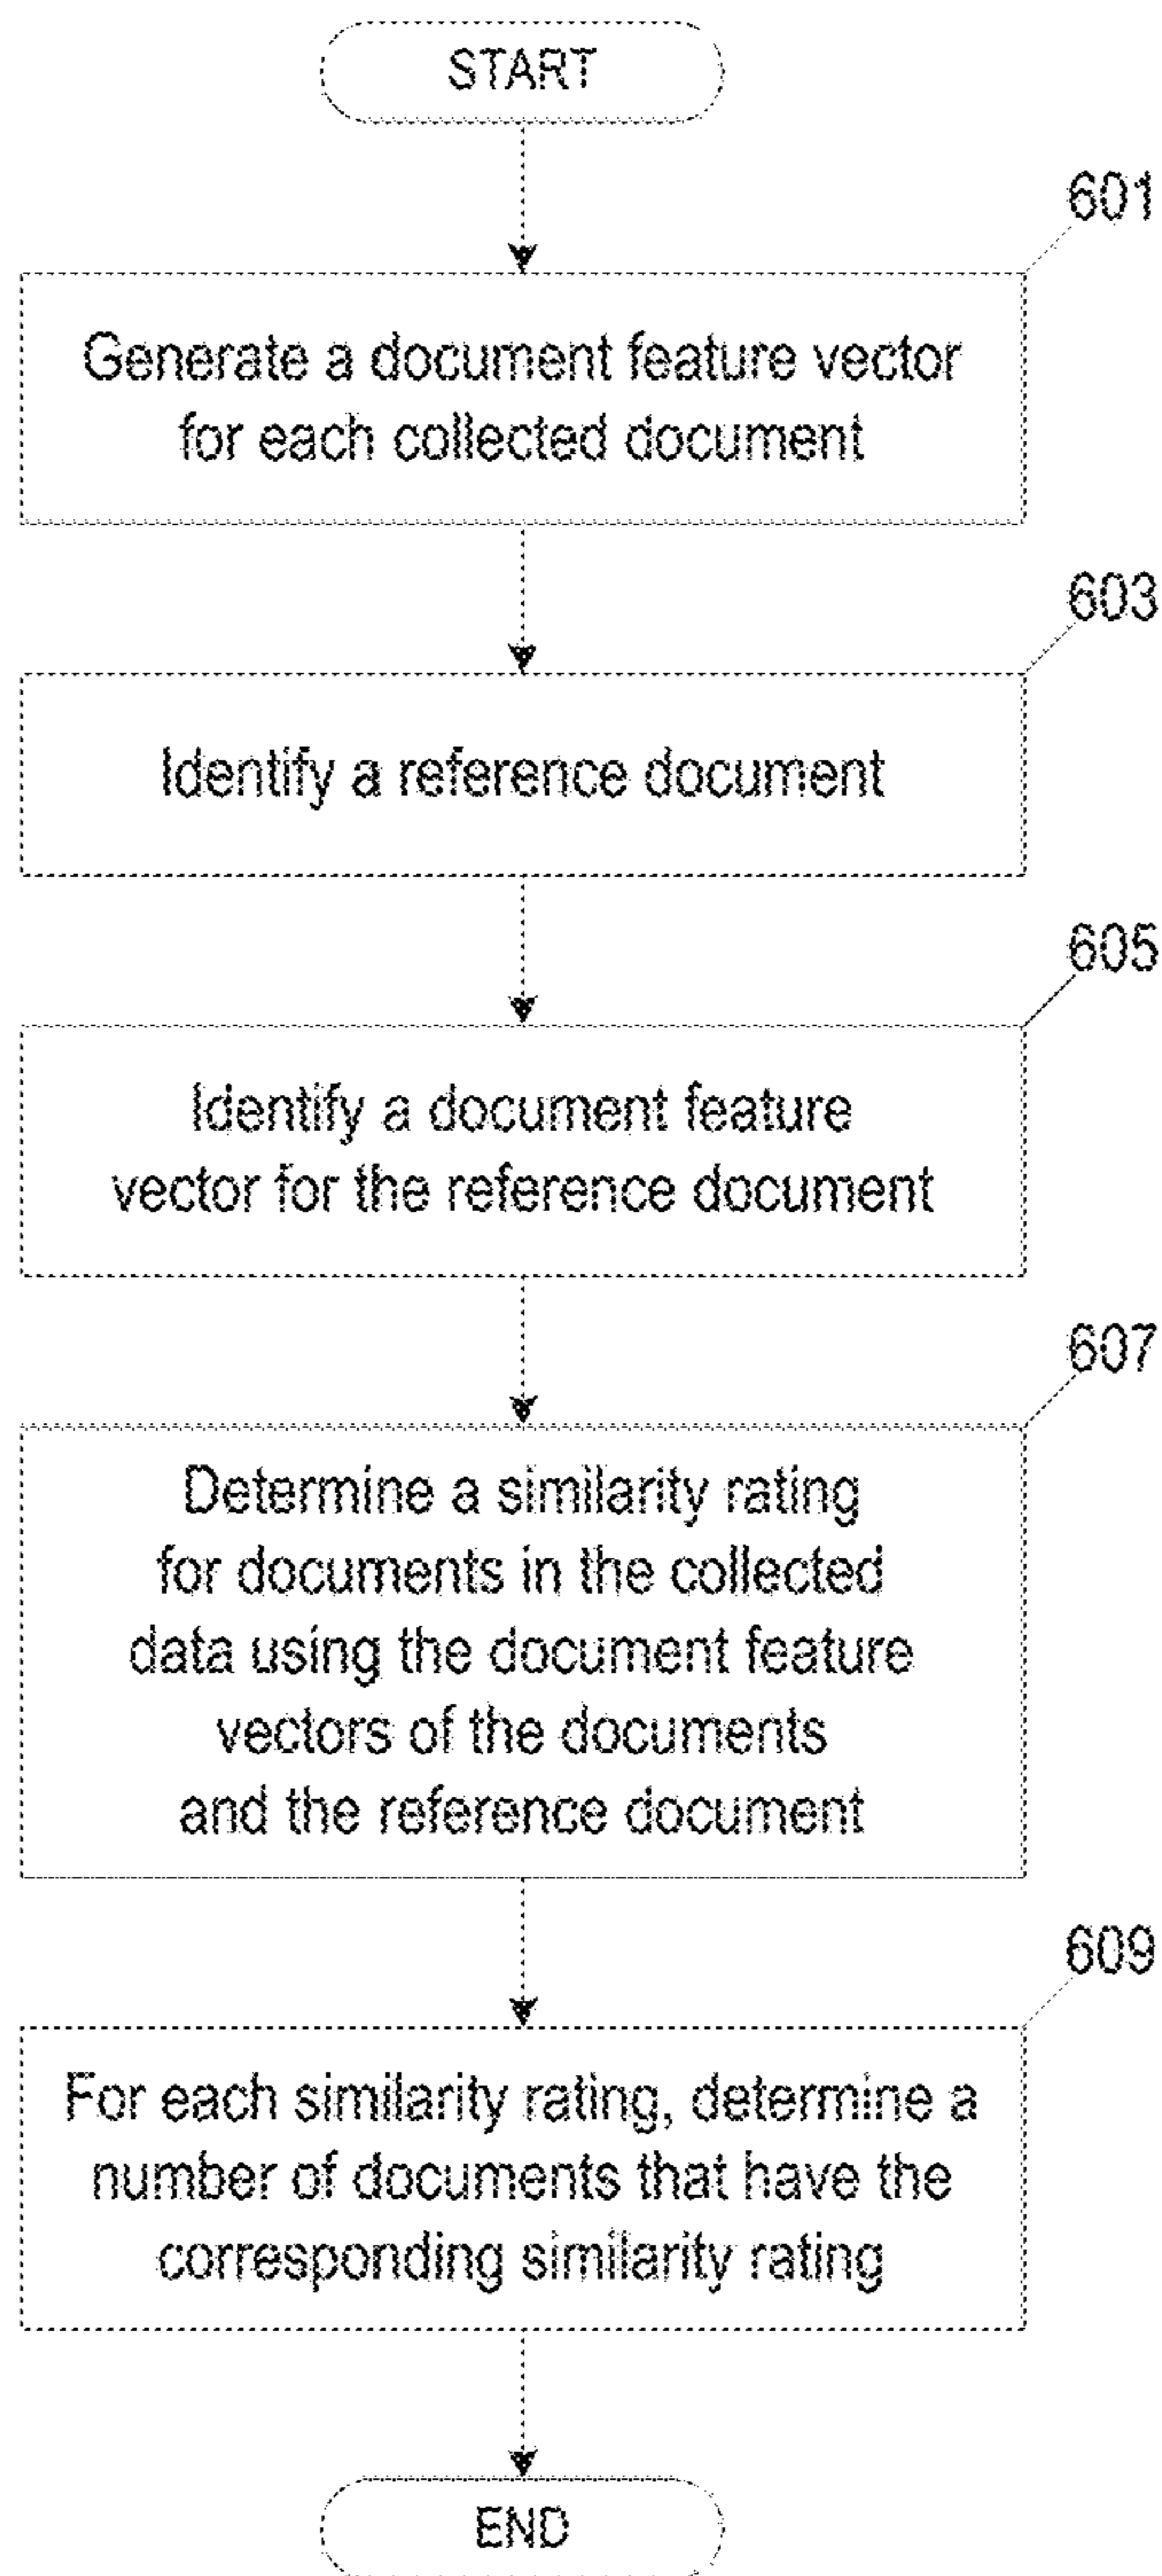 START
601
Generate a document feature vector
for each collected document
603
Identify a reference document
605
Identify a document feature
vector for the reference document
607
Determine a similarity rating
for documents in the collected
data using the document feature
vectors of the documents
and the reference document
609
For each similarity rating, determine a
number of documents that have the
corresponding similarity rating
END